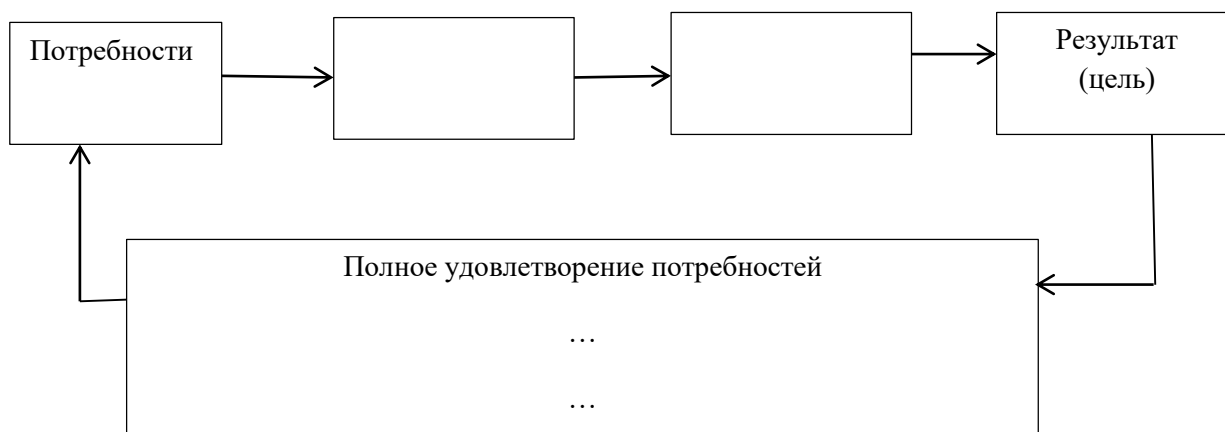 Потребности
Результат
(цель)
Полное удовлетворение потребностей
…
…